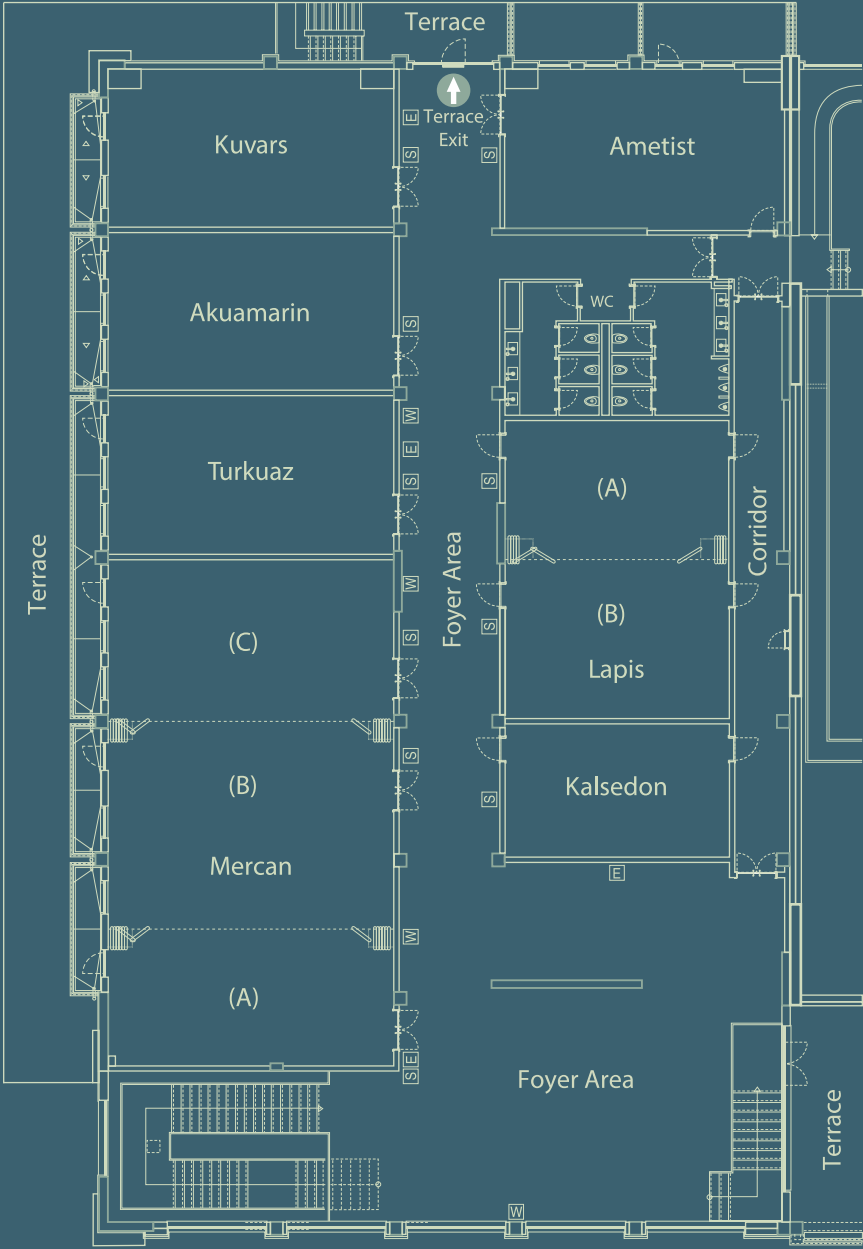 Terrace
Terrace
Exit
E
S
S
Kuvars
Ametist
Akuamarin
S
WC
Turkuaz
W
E
S
S
(A)
Corridor
Terrace
Foyer Area
W
S
(C)
S
(B)
Lapis
S
(B)
Mercan
S
Kalsedon
E
W
(A)
E
S
Foyer Area
Terrace
W